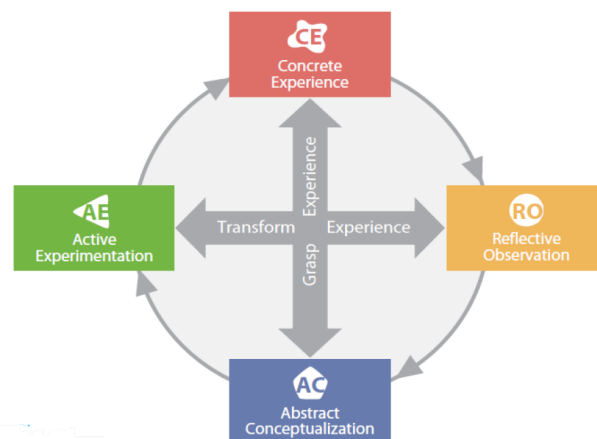 CE
Concrete
Experience
AE
Active
Experimentation
Transform Experience
Grasp Experience
RO
Reflective
Observation
AC
Abstract
Conceptualization